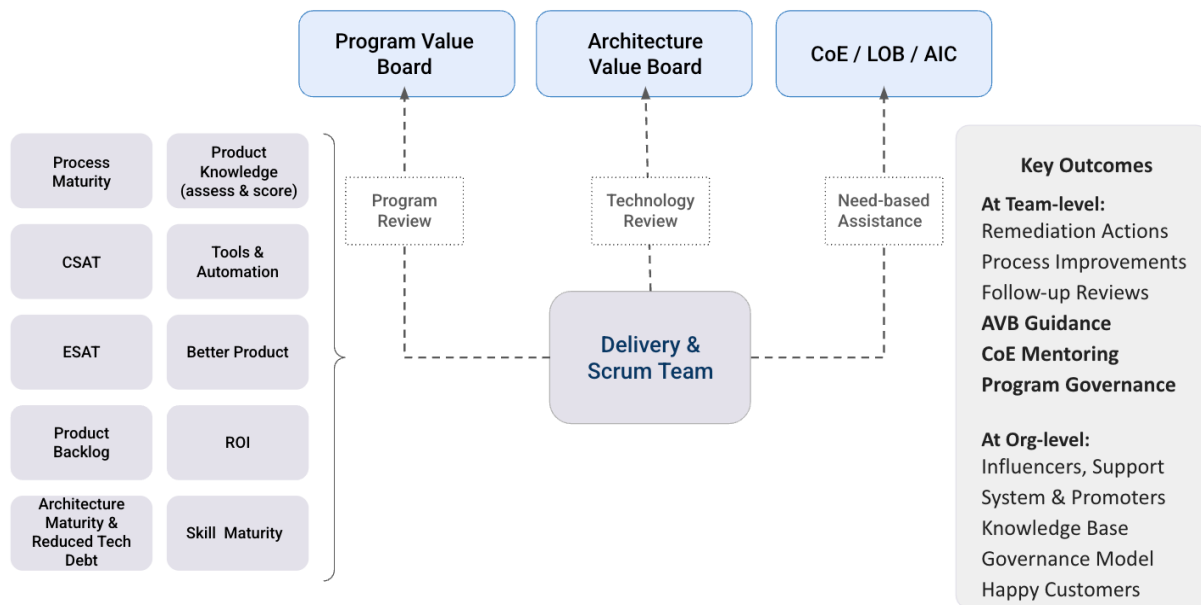 Program Value
Board
Architecture
Value Board
CoE / LOB / AIC
Process
Maturity
Product
Knowledge
(assess & score)
CSAT
Tools &
Automation
ESAT
Better Product
Product
Backlog
ROI
Architecture
Maturity &
Reduced Tech
Debt
Skill Maturity
Program
Review
Technology
Review
Need-based
Assistance
Delivery &
Scrum Team
Key Outcomes
At Team-level:
Remediation Actions
Process Improvements
Follow-up Reviews
AVB Guidance
CoE Mentoring
Program Governance
At Org-level:
Influencers, Support
System & Promoters
Knowledge Base
Governance Model
Happy Customers